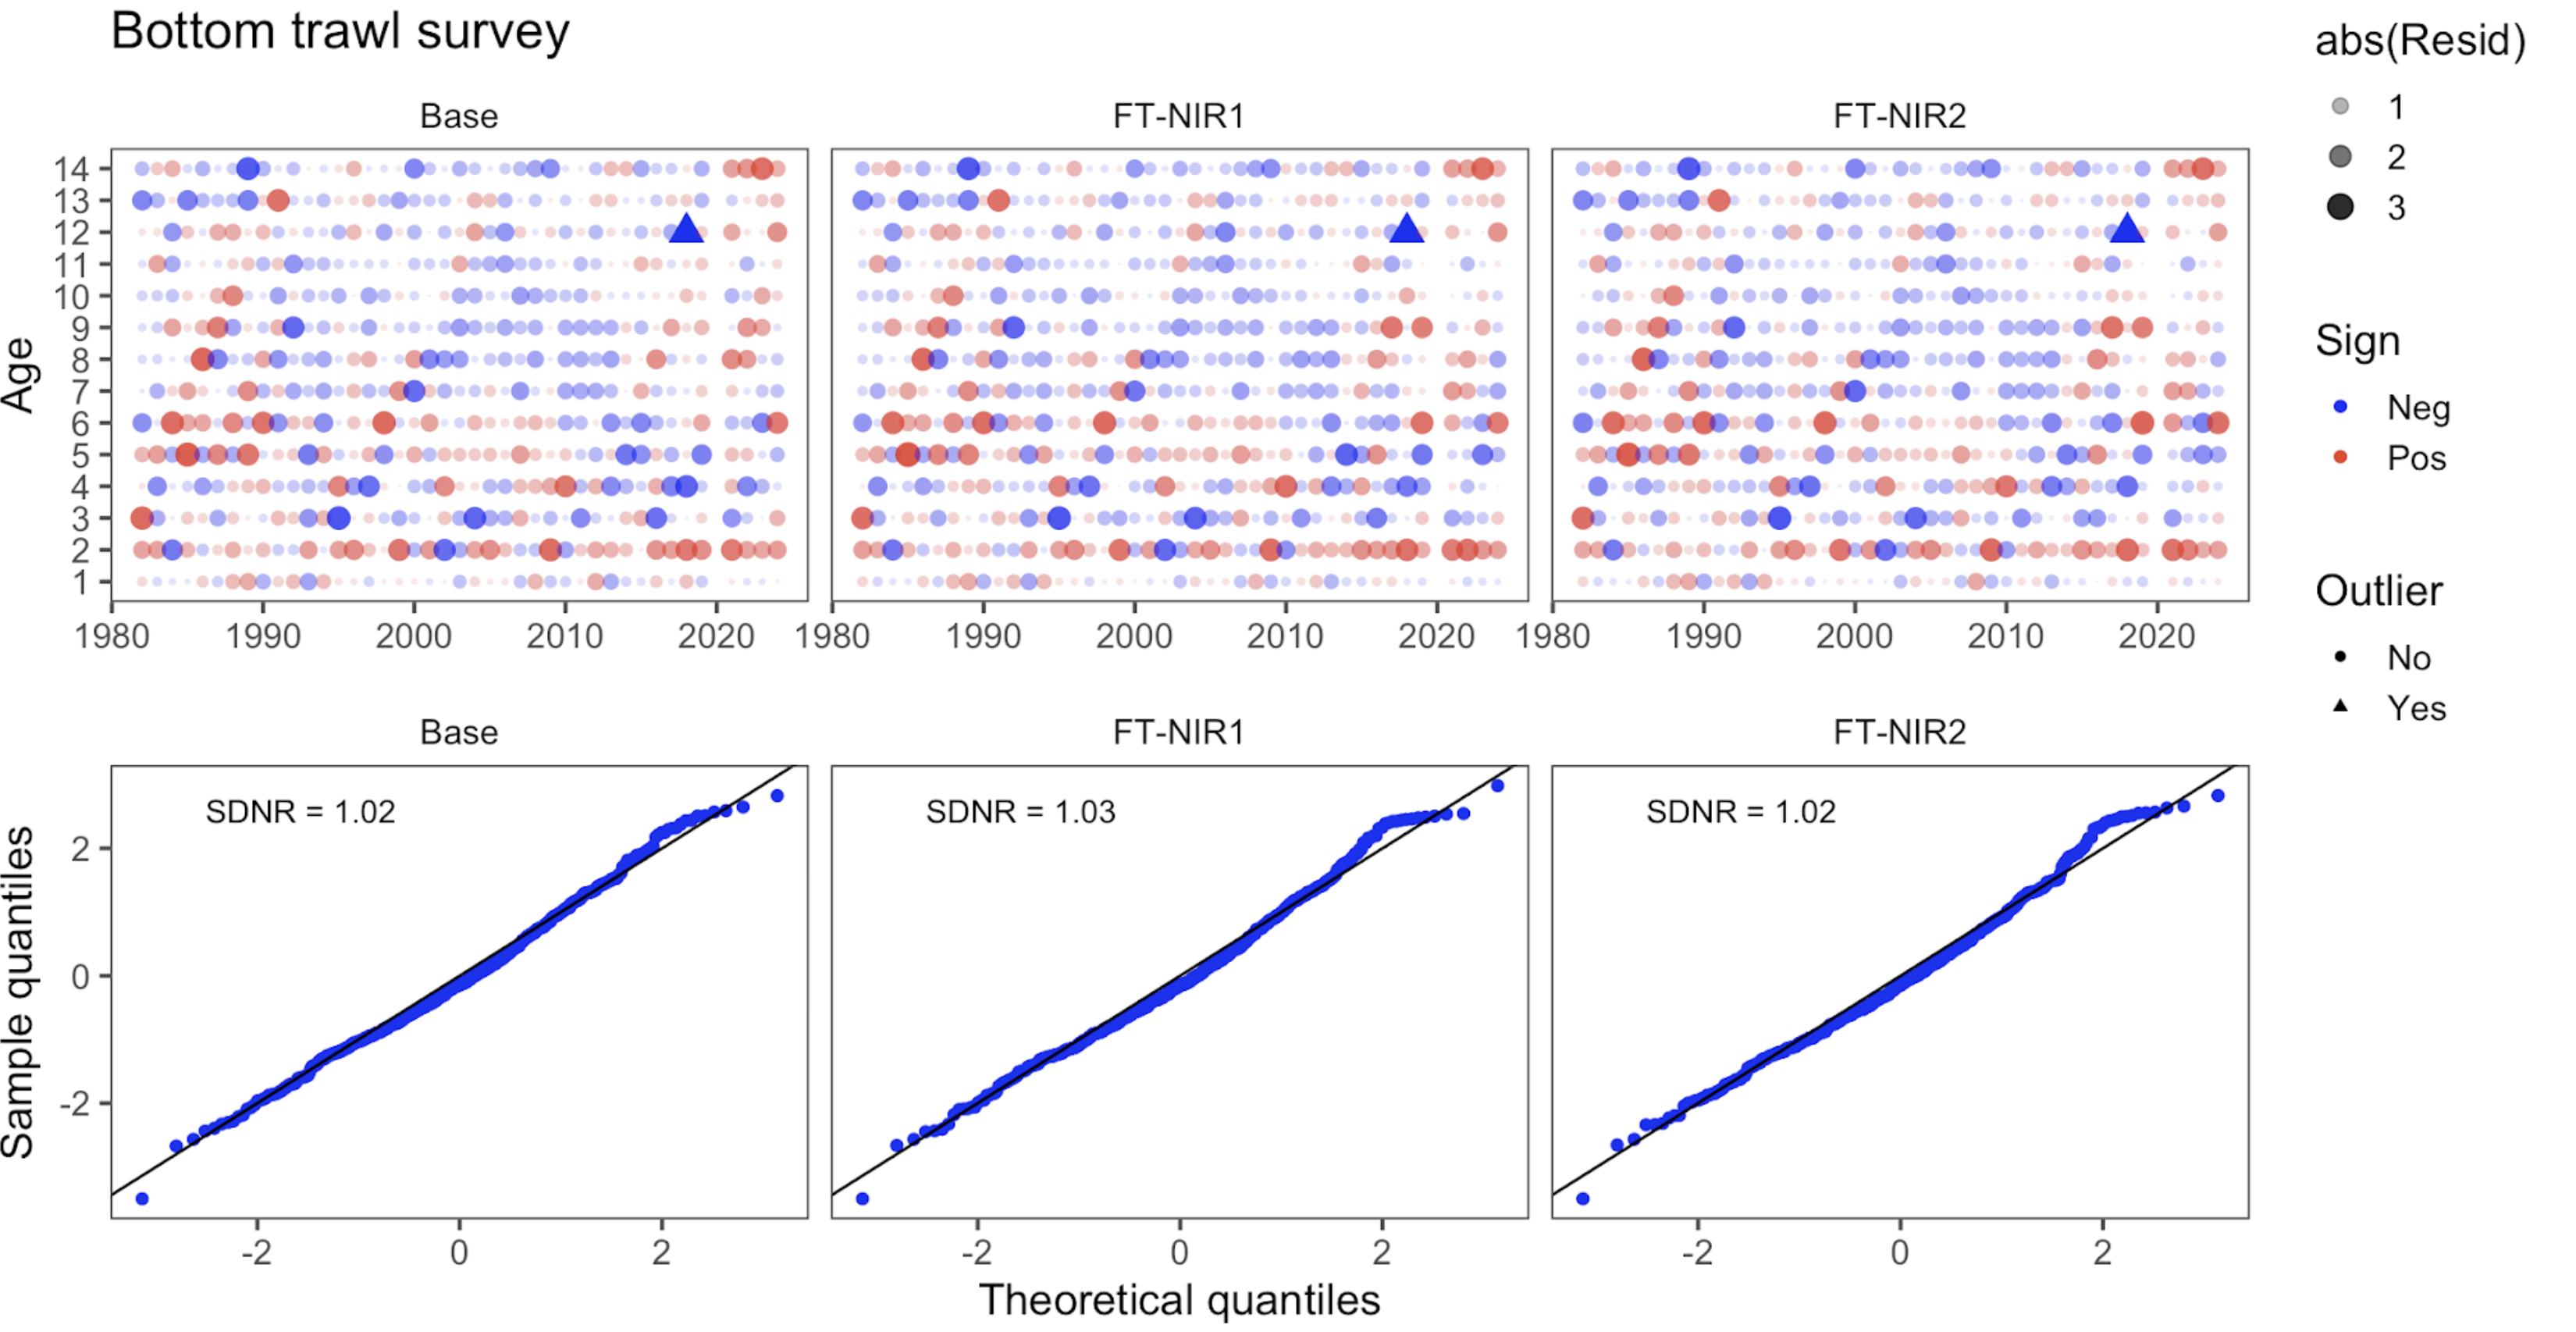 Bottom trawl survey
Base FT-NIR1 FT-NIR2
Age
14
13
12
11
10
9
8
7
6
5
4
3
2
1
1980 1990 2000 2010 2020 1980 1990 2000 2010 2020 1980 1990 2000 2010 2020
abs(Resid)
1
2
3
Sign
Neg
Pos
Outlier
No
Yes
Base FT-NIR1 FT-NIR2
SDNR = 1.02 SDNR = 1.03 SDNR = 1.02
Sample quantiles
2
0
-2
-2 0 2 -2 0 2 -2 0 2
Theoretical quantiles